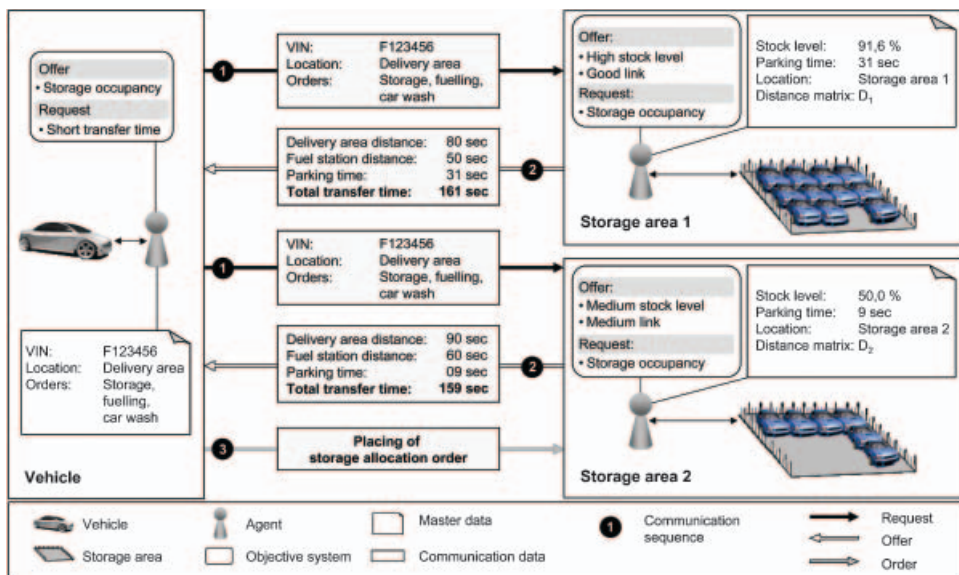 Offer
• Storage occupancy
Request
• Short transfer time
VIN: F123456
Location: Delivery area
Orders: Storage,
fuelling,
car wash
Vehicle
1
VIN: F123456
Location: Delivery area
Orders: Storage, fuelling,
car wash
Delivery area distance: 80 sec
Fuel station distance: 50 sec
Parking time: 31 sec
Total transfer time: 161 sec
2
1
VIN: F123456
Location: Delivery area
Orders: Storage, fuelling,
car wash
Delivery area distance: 90 sec
Fuel station distance: 60 sec
Parking time: 09 sec
Total transfer time: 159 sec
2
3
Placing of
storage allocation order
Offer:
• High stock level
• Good link
Request:
• Storage occupancy
Stock level: 91,6 %
Parking time: 31 sec
Location: Storage area 1
Distance matrix: D1
Storage area 1
Offer:
• Medium stock level
• Medium link
Request:
• Storage occupancy
Stock level: 50,0 %
Parking time: 9 sec
Location: Storage area 2
Distance matrix: D2
Storage area 2
Vehicle
Agent
Master data
1
Communication
sequence
Request
Offer
Order
Storage area
Objective system
Communication data